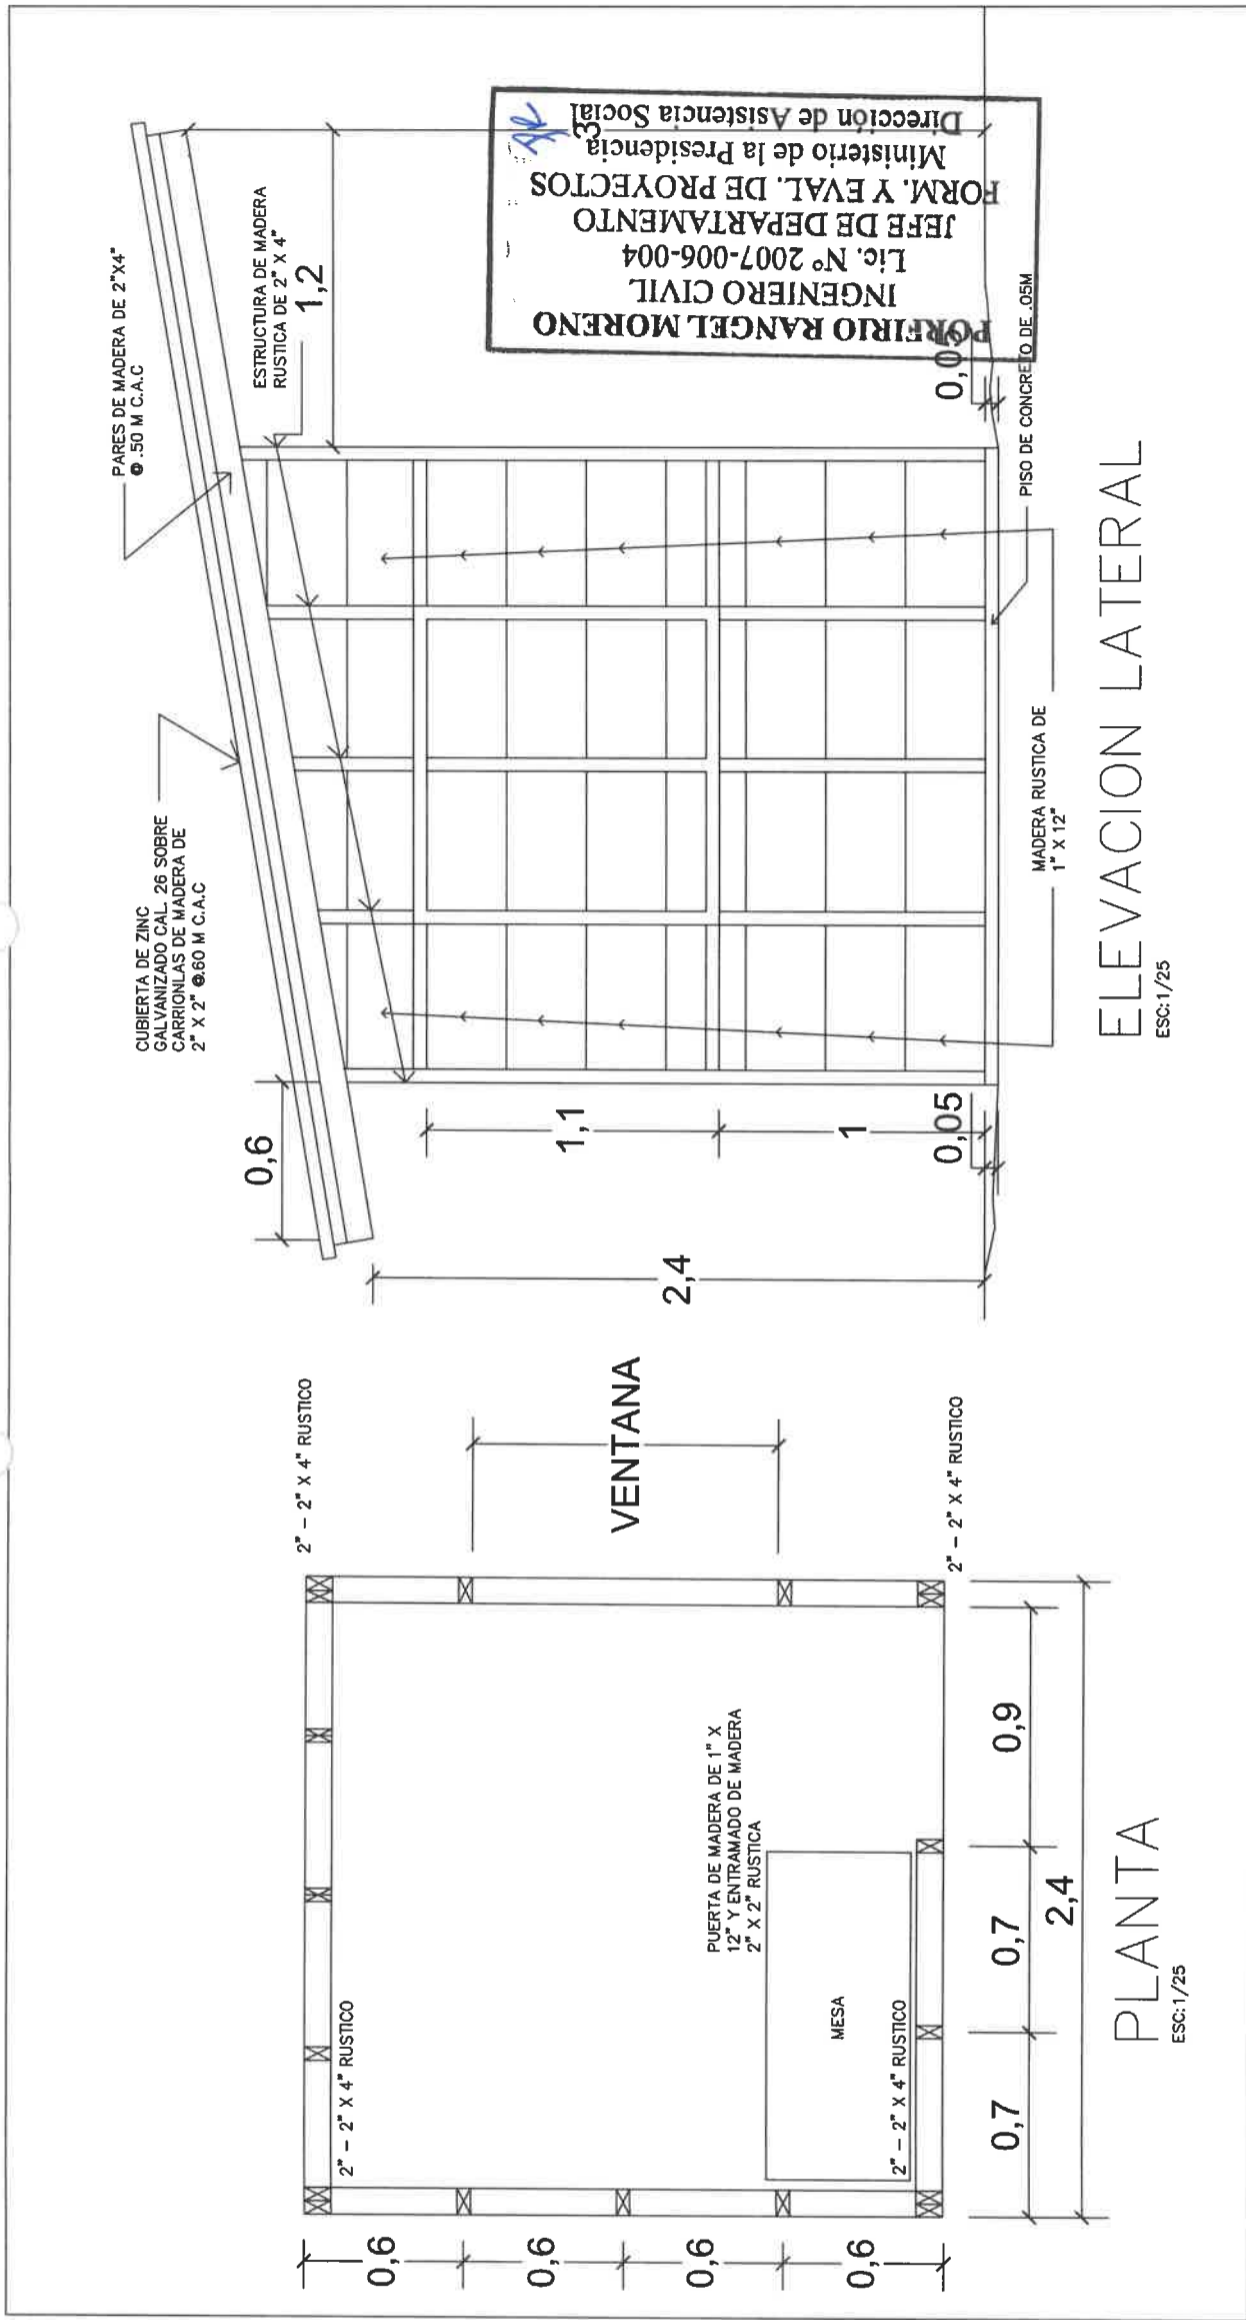 2" - 2" X 4" RUSTICO
2" - 2" X 4" RUSTICO
VENTANA
PUERTA DE MADERA DE 1" X
12" Y ENTRAMADO DE MADERA
2" X 2" RUSTICA
MESA
2" - 2" X 4" RUSTICO
2" - 2" X 4" RUSTICO
0,6
0,6
0,6
0,6
0,7
0,7
0,9
2,4
PLANTA
ESC:1/25
CUBIERTA DE ZINC
GALVANIZADO CAL. 26 SOBRE
CARRIONLAS DE MADERA DE
2" X 2" @.60 M C.A.C
PARES DE MADERA DE 2"X4"
@ .50 M C.A.C
ESTRUCTURA DE MADERA
RUSTICA DE 2" X 4"
0,6
1,2
3
2,4
1,1
1
0,05
0,05
MADERA RUSTICA DE
1" X 12"
PISO DE CONCRETO DE .05M
ELEVACION LATERAL
ESC:1/25
PORFIRIO RANGEL MORENO
INGENIERO CIVIL
Lic. N° 2007-006-004
JEFE DE DEPARTAMENTO
FORM. Y EVAL. DE PROYECTOS
Ministerio de la Presidencia
Dirección de Asistencia Social